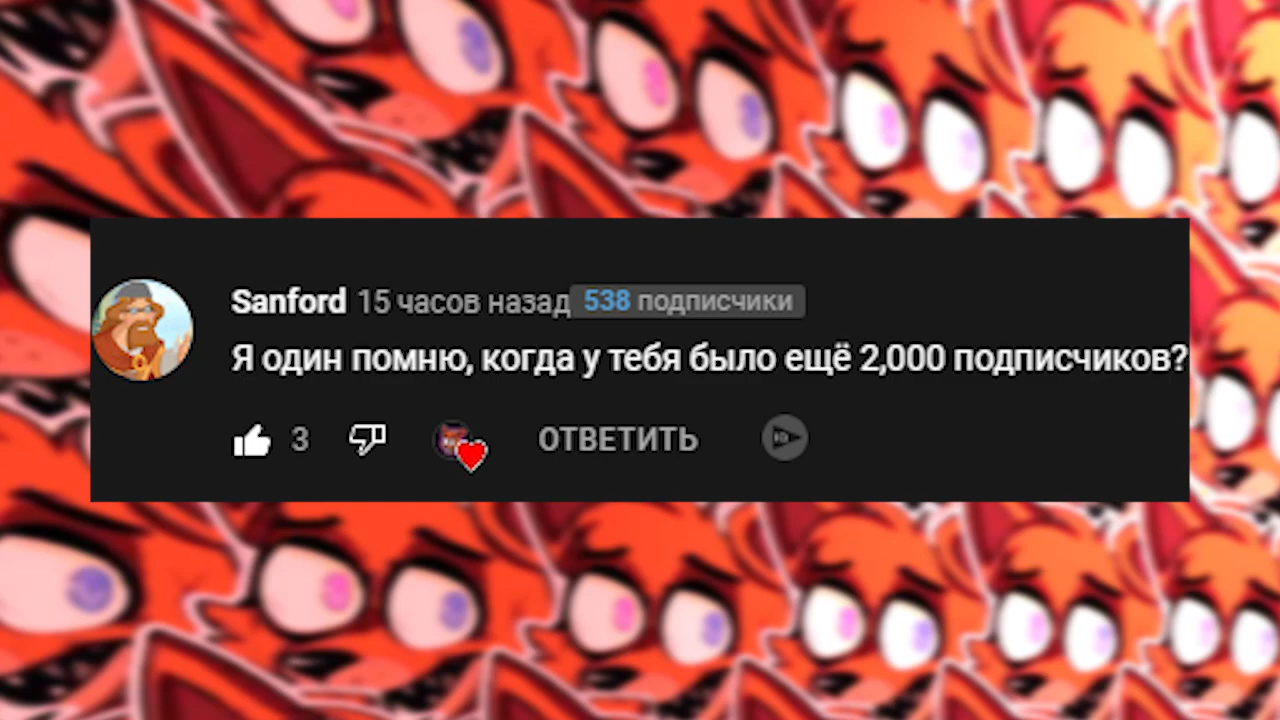 Sanford 15 часов назад 538 подписчики
Я один помню, когда у тебя было ещё 2,000 подписчиков?
3 ОТВЕТИТЬ